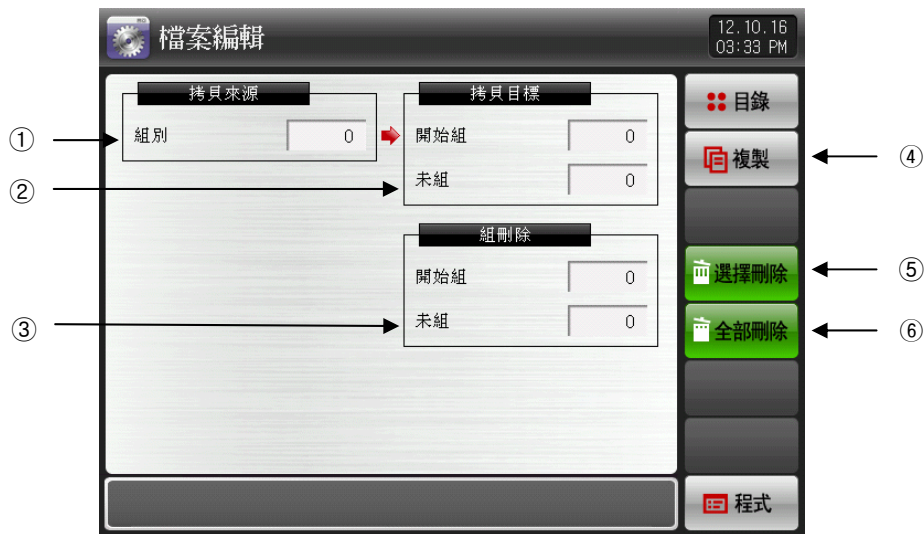 檔案編輯
12.10.16
03:33 PM
拷貝來源
組別 0
拷貝目標
開始組 0
未組 0
組刪除
開始組 0
未組 0
目錄
複製
選擇刪除
全部刪除
程式
①
②
③
④
⑤
⑥